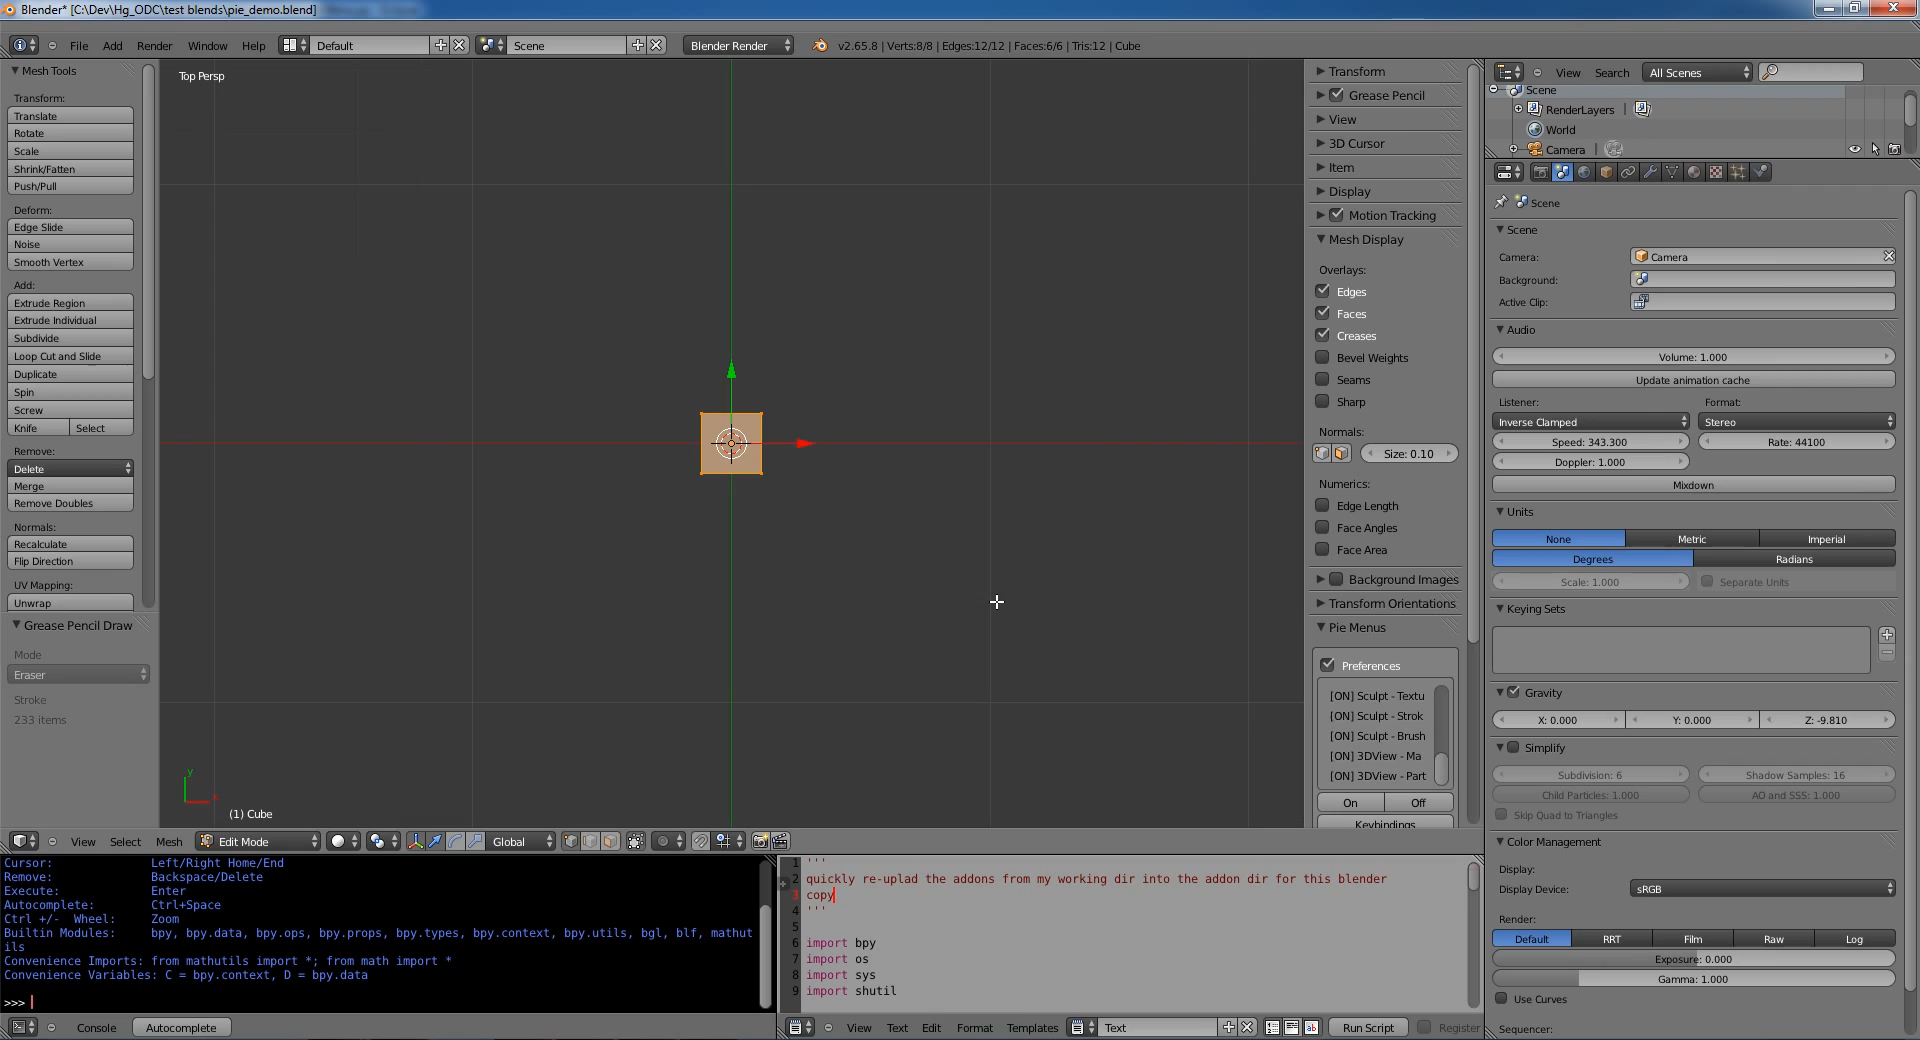 Blender* [C:\Dev\Hg_ODC\test blends\pie_demo.blend]
File Add Render Window Help Default Scene Blender Render v2.65.8 | Verts:8/8 | Edges:12/12 | Faces:6/6 | Tris:12 | Cube
Mesh Tools
Transform:
Translate
Rotate
Scale
Shrink/Fatten
Push/Pull
Deform:
Edge Slide
Noise
Smooth Vertex
Add:
Extrude Region
Extrude Individual
Subdivide
Loop Cut and Slide
Duplicate
Spin
Screw
Knife Select
Remove:
Delete
Merge
Remove Doubles
Normals:
Recalculate
Flip Direction
UV Mapping:
Unwrap
Grease Pencil Draw
Mode
Eraser
Stroke
233 items
Top Persp
y
x
(1) Cube
Transform
Grease Pencil
View
3D Cursor
Item
Display
Motion Tracking
Mesh Display
Overlays:
Edges
Faces
Creases
Bevel Weights
Seams
Sharp
Normals:
Size: 0.10
Numerics:
Edge Length
Face Angles
Face Area
Background Images
Transform Orientations
Pie Menus
Preferences
[ON] Sculpt - Textu
[ON] Sculpt - Strok
[ON] Sculpt - Brush
[ON] 3DView - Ma
[ON] 3DView - Part
On Off
Keybindings
View Select Mesh Edit Mode Global
Cursor: Left/Right Home/End
Remove: Backspace/Delete
Execute: Enter
Autocomplete: Ctrl+Space
Ctrl +/- Wheel: Zoom
Builtin Modules: bpy, bpy.data, bpy.ops, bpy.props, bpy.types, bpy.context, bpy.utils, bgl, blf, mathut
ils
Convenience Imports: from mathutils import *; from math import *
Convenience Variables: C = bpy.context, D = bpy.data
>>>
Console Autocomplete
1 '''
2 quickly re-uplad the addons from my working dir into the addon dir for this blender
3 copy
4 '''
5
6 import bpy
7 import os
8 import sys
9 import shutil
View Text Edit Format Templates Text Run Script Register
View Search All Scenes
Scene
RenderLayers |
World
Camera |
Scene
Scene
Camera: Camera
Background:
Active Clip:
Audio
Volume: 1.000
Update animation cache
Listener: Format:
Inverse Clamped Stereo
Speed: 343.300 Rate: 44100
Doppler: 1.000
Mixdown
Units
None Metric Imperial
Degrees Radians
Scale: 1.000 Separate Units
Keying Sets
Gravity
X: 0.000 Y: 0.000 Z: -9.810
Simplify
Subdivision: 6 Shadow Samples: 16
Child Particles: 1.000 AO and SSS: 1.000
Skip Quad to Triangles
Color Management
Display:
Display Device: sRGB
Render:
Default RRT Film Raw Log
Exposure: 0.000
Gamma: 1.000
Use Curves
Sequencer: